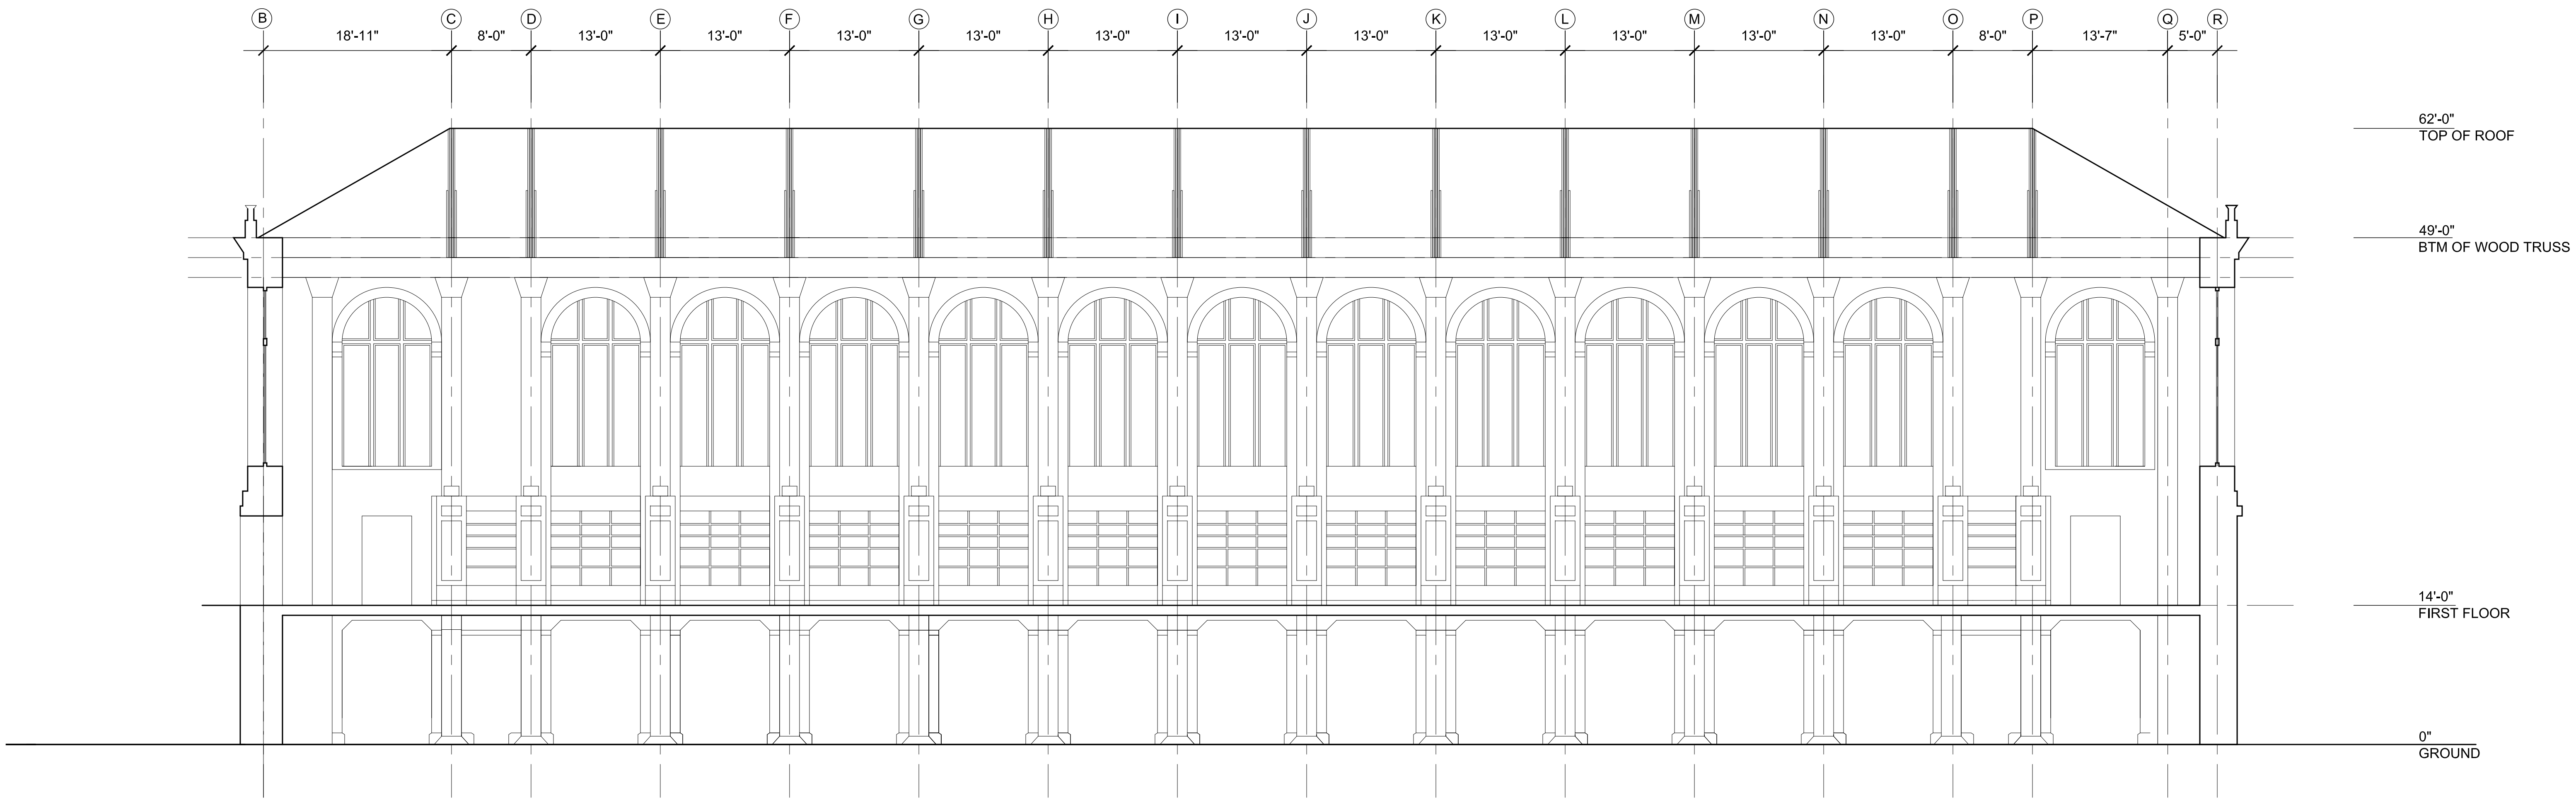 B C D E F G H I J K L M N O P Q R
18'-11" 8'-0" 13'-0" 13'-0" 13'-0" 13'-0" 13'-0" 13'-0" 13'-0" 13'-0" 13'-0" 13'-0" 13'-0" 8'-0" 13'-7" 5'-0"
62'-0"
TOP OF ROOF
49'-0"
BTM OF WOOD TRUSS
14'-0"
FIRST FLOOR
0"
GROUND